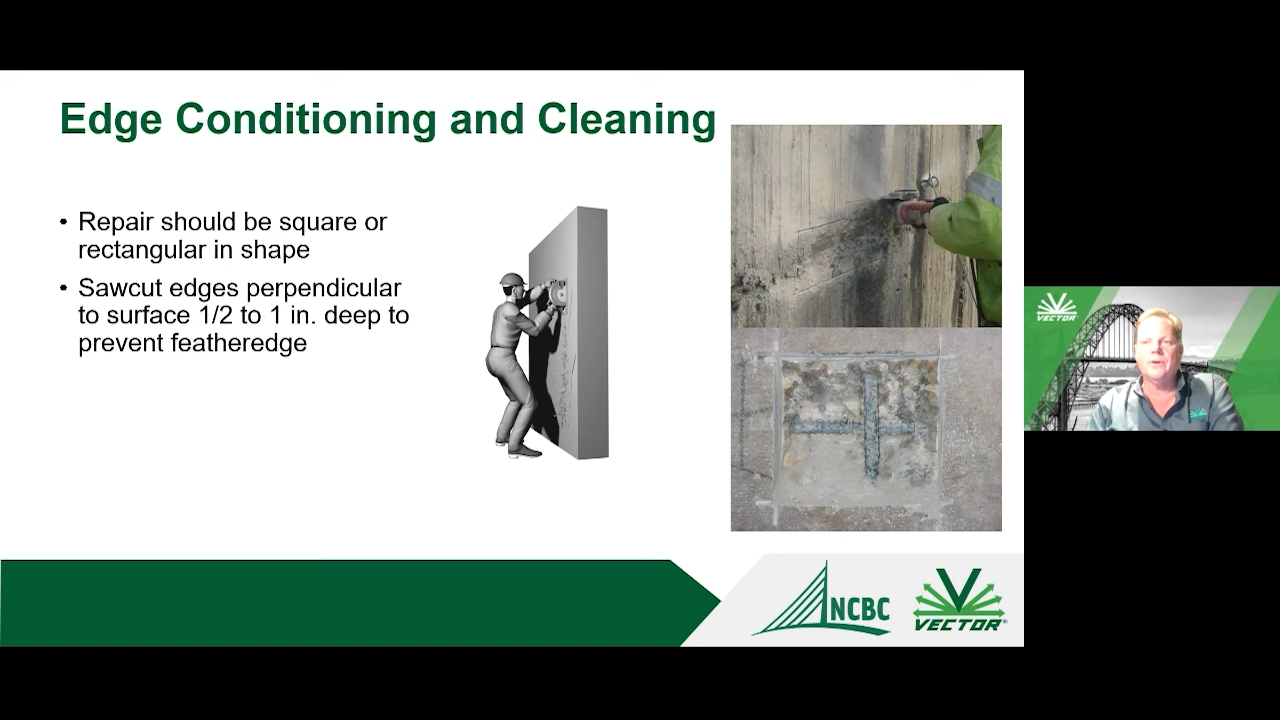 Edge Conditioning and Cleaning
• Repair should be square or
rectangular in shape
• Sawcut edges perpendicular
to surface 1/2 to 1 in. deep to
prevent featheredge
NCBC
VECTOR®
VECTOR